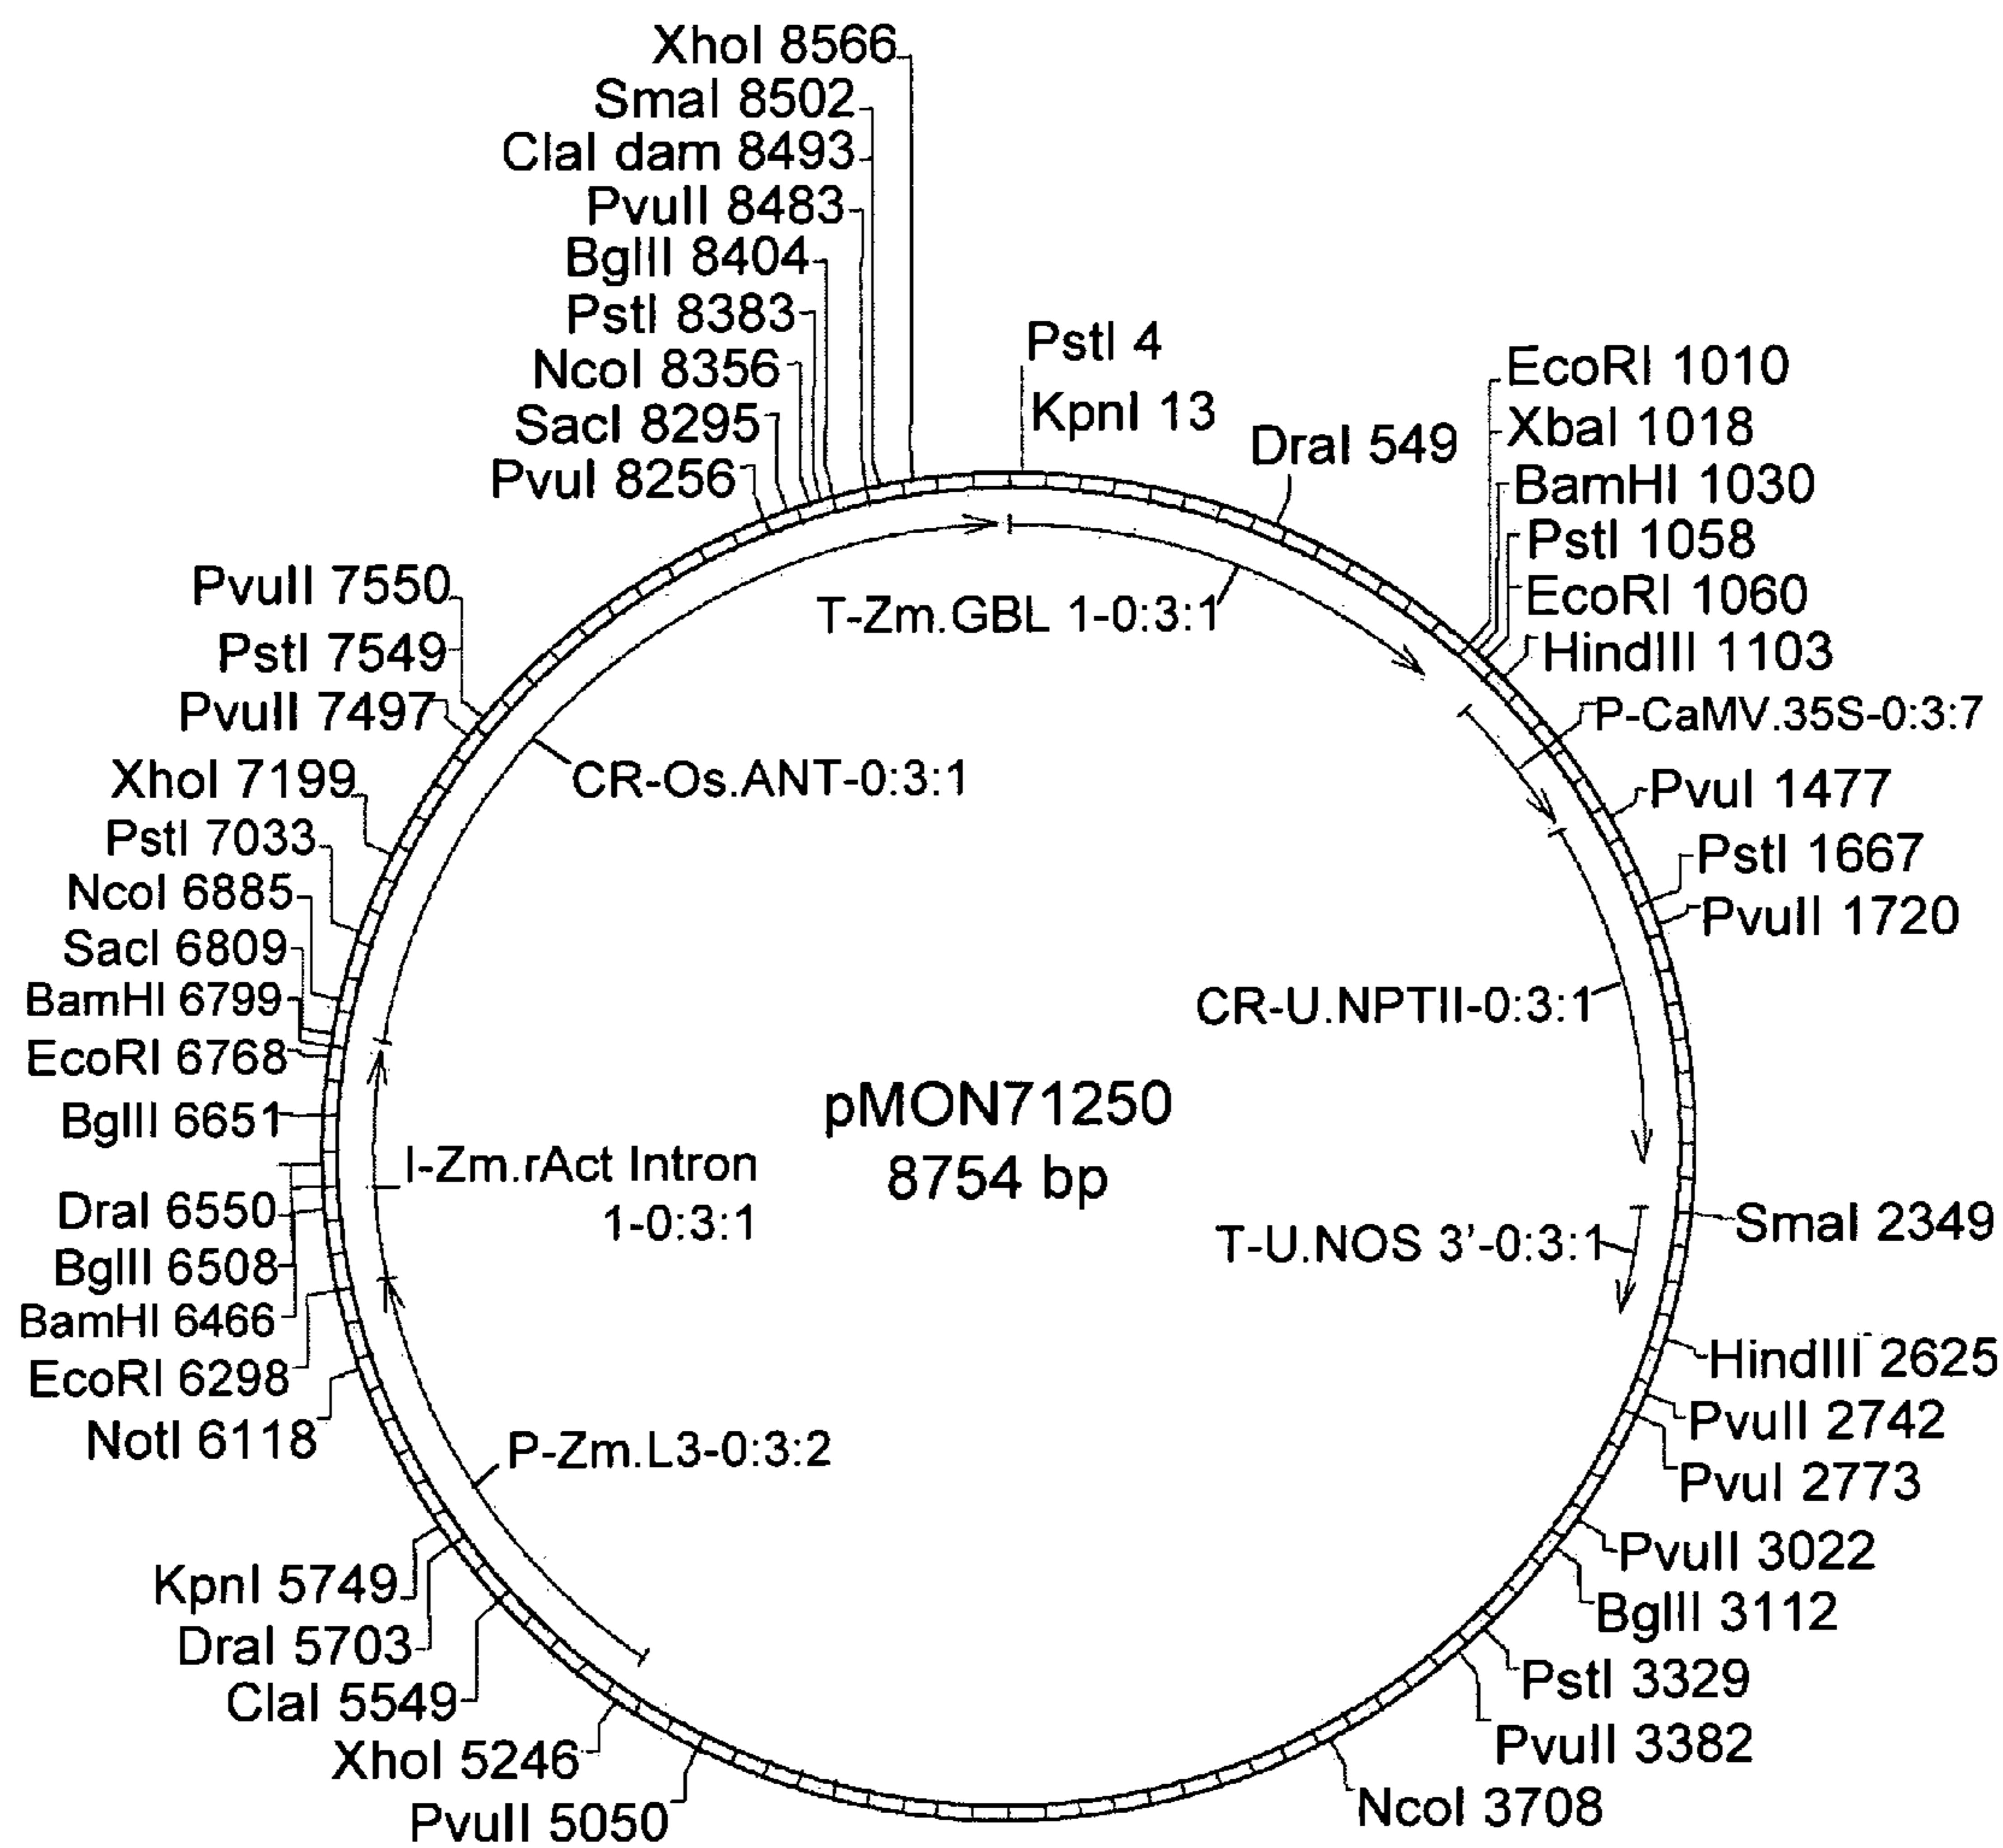 XhoI 8566
SmaI 8502
ClaI dam 8493
PvuII 8483
BglII 8404
PstI 8383
NcoI 8356
SacI 8295
PvuI 8256
PstI 4
KpnI 13
DraI 549
EcoRI 1010
XbaI 1018
BamHI 1030
PstI 1058
EcoRI 1060
HindIII 1103
P-CaMV.35S-0:3:7
PvuI 1477
PstI 1667
PvuII 1720
SmaI 2349
HindIII 2625
PvuII 2742
PvuI 2773
PvuII 3022
BglII 3112
PstI 3329
PvuII 3382
NcoI 3708
PvuII 7550
PstI 7549
PvuII 7497
XhoI 7199
PstI 7033
NcoI 6885
SacI 6809
BamHI 6799
EcoRI 6768
BglII 6651
DraI 6550
BglII 6508
BamHI 6466
EcoRI 6298
NotI 6118
KpnI 5749
DraI 5703
ClaI 5549
XhoI 5246
PvuII 5050
T-Zm.GBL 1-0:3:1
CR-Os.ANT-0:3:1
CR-U.NPTII-0:3:1
pMON71250
8754 bp
I-Zm.rAct Intron
1-0:3:1
T-U.NOS 3'-0:3:1
P-Zm.L3-0:3:2